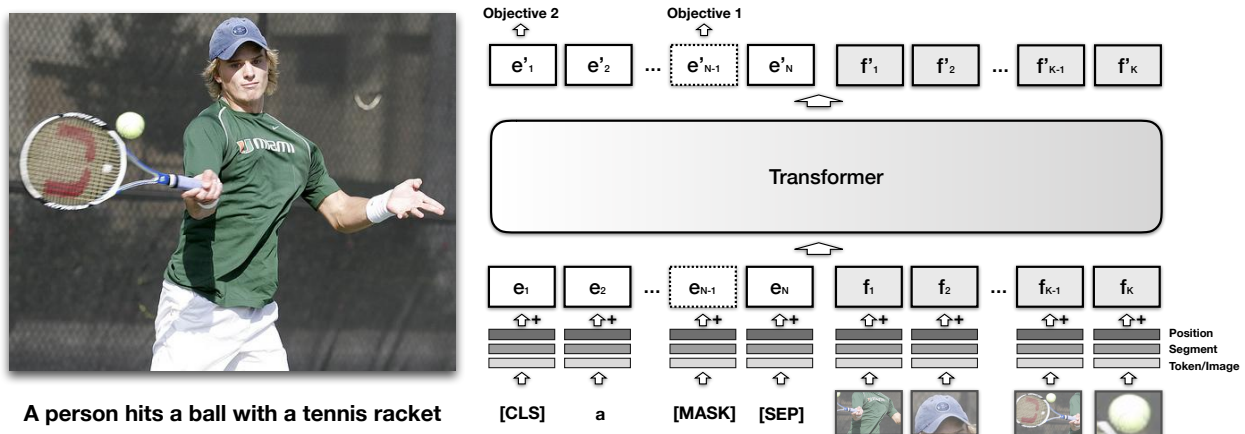 Objective 2 Objective 1
e'1 e'2 ... e'N-1 e'N f'1 f'2 ... f'K-1 f'K
Transformer
e1 e2 ... eN-1 eN f1 f2 ... fK-1 fK
+ + + + + + + +
Position
Segment
Token/Image
[CLS] a [MASK] [SEP]
MIAMI
A person hits a ball with a tennis racket